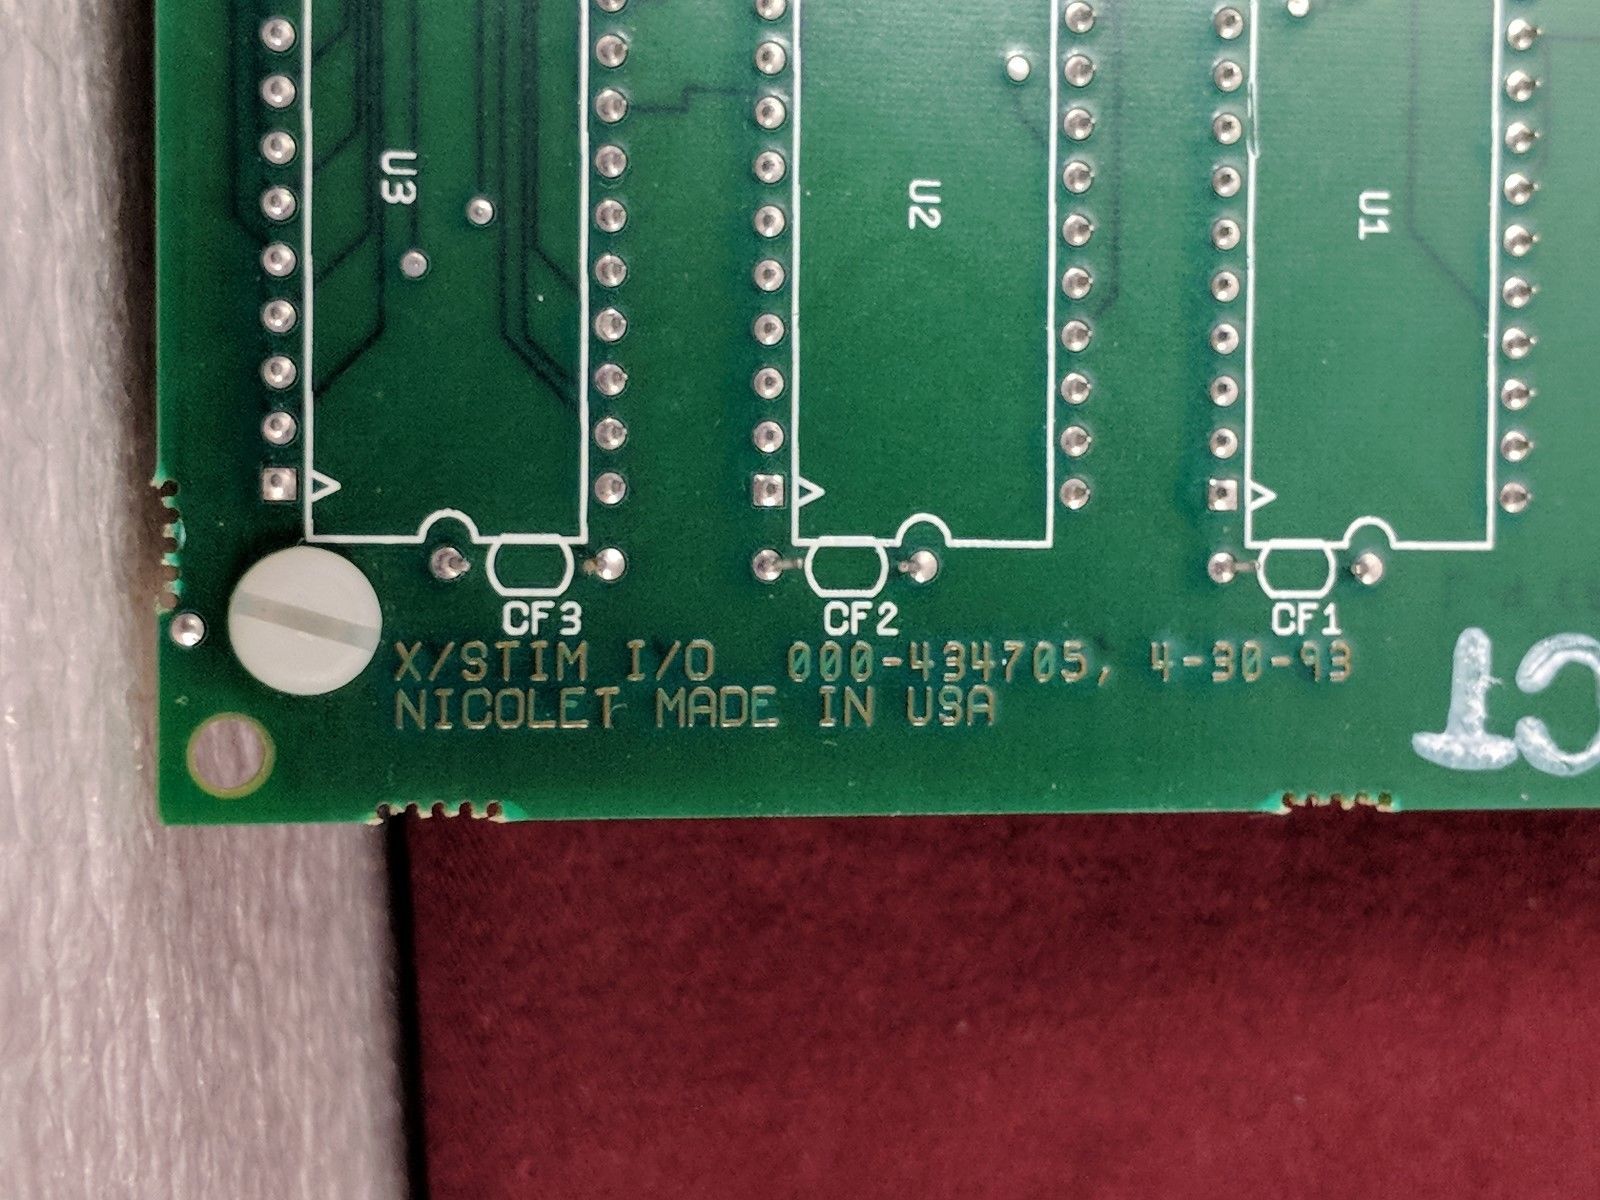 U3
U2
U1
CF3
CF2
CF1
X/STIM I/O 000-434705, 4-30-93
NICOLET MADE IN USA